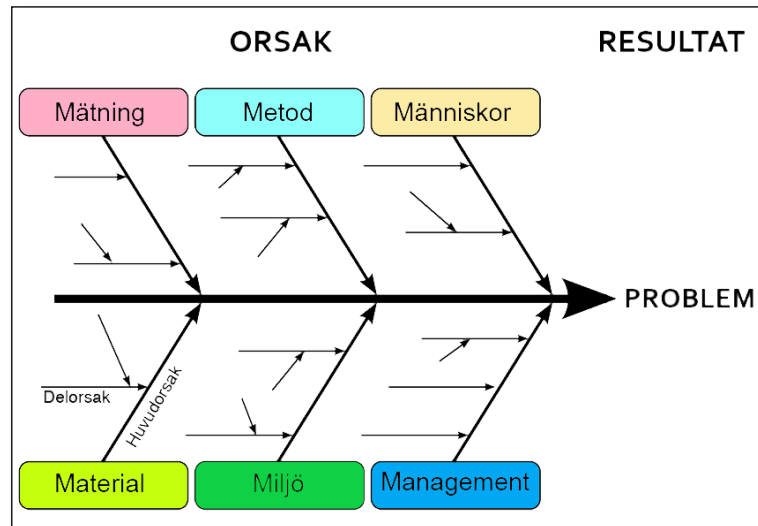 ORSAK
RESULTAT
Mätning
Metod
Människor
PROBLEM
Delorsak
Huvudorsak
Material
Miljö
Management